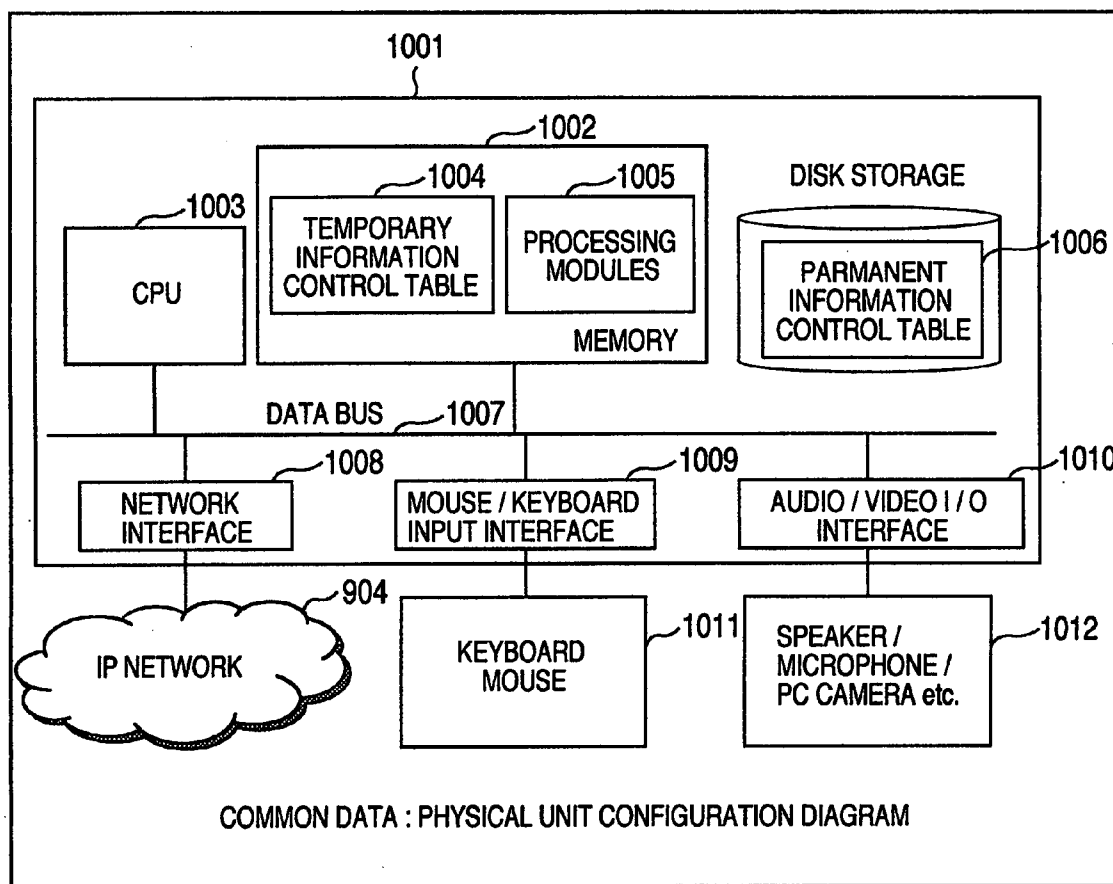 1001
1002
1004
1005
DISK STORAGE
1003
TEMPORARY
INFORMATION
CONTROL TABLE
PROCESSING
MODULES
1006
CPU
PARMANENT
INFORMATION
CONTROL TABLE
MEMORY
DATA BUS
1007
1008
1009
1010
NETWORK
INTERFACE
MOUSE / KEYBOARD
INPUT INTERFACE
AUDIO / VIDEO I / O
INTERFACE
904
IP NETWORK
KEYBOARD
MOUSE
1011
SPEAKER /
MICROPHONE /
PC CAMERA etc.
1012
COMMON DATA : PHYSICAL UNIT CONFIGURATION DIAGRAM